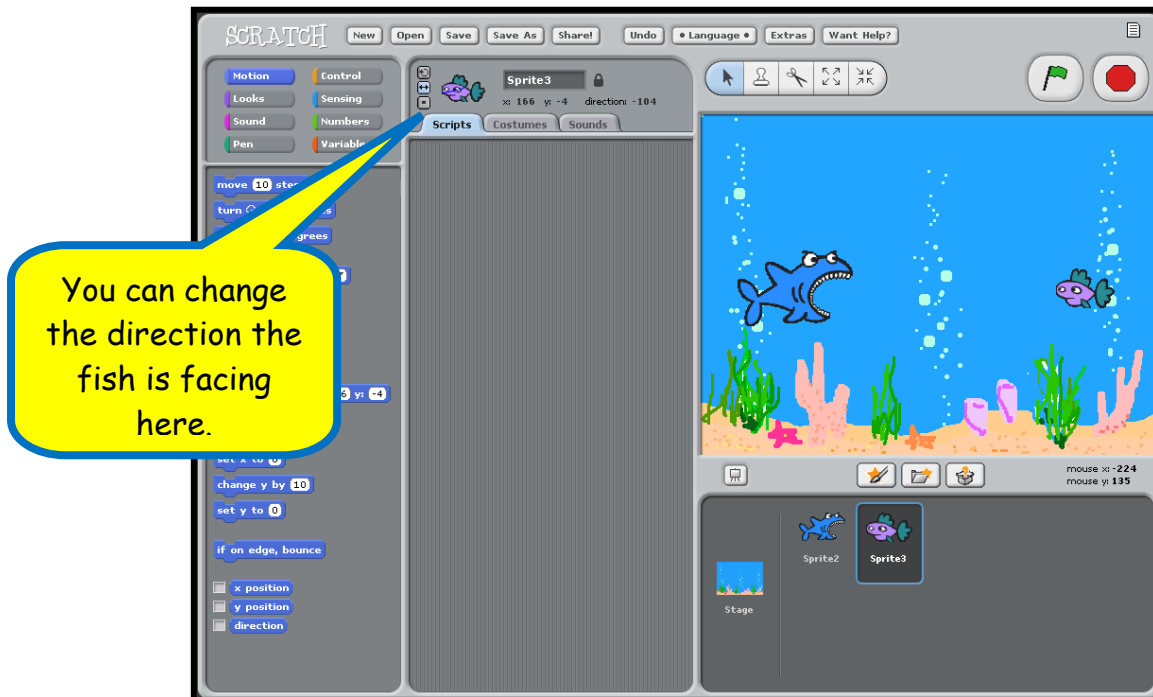 SCRATCH New Open Save Save As Share! Undo • Language • Extras Want Help?
Motion Control
Looks Sensing
Sound Numbers
Pen
Sprite3
x: 166 y: -4 direction: -104
Scripts Costumes Sounds
move 10
turn
You can change
the direction the
fish is facing
here.
y: -4
set x to 0
change y by 10
set y to 0
if on edge, bounce
x position
y position
direction
mouse x: -224
mouse y: 135
Stage
Sprite2 Sprite3